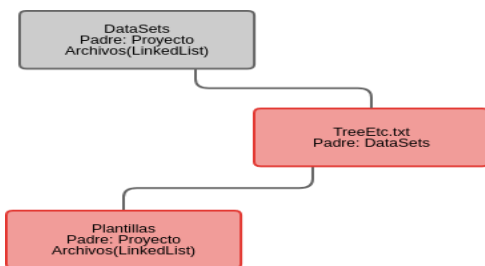 DataSets
Padre: Proyecto
Archivos(LinkedList)
TreeEtc.txt
Padre: DataSets
Plantillas
Padre: Proyecto
Archivos(LinkedList)